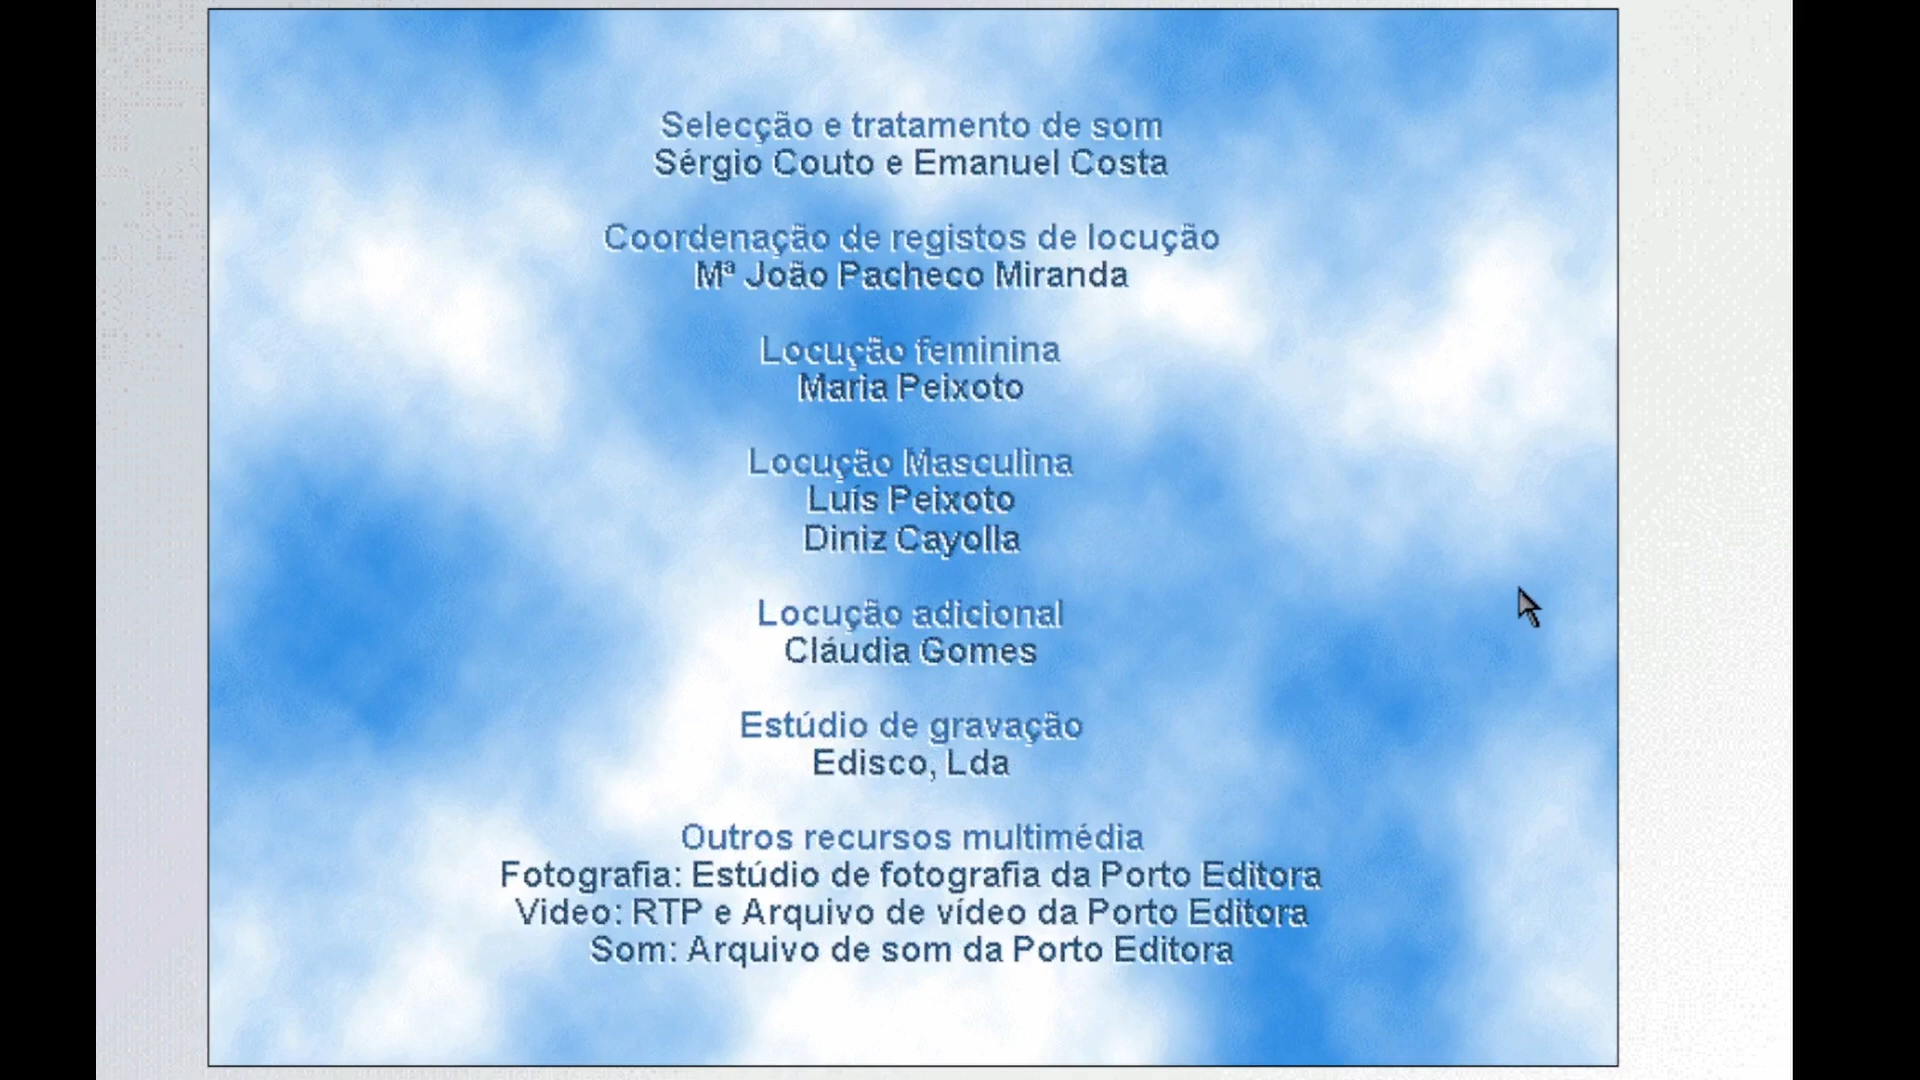 Selecção e tratamento de som
Sérgio Couto e Emanuel Costa
Coordenação de registos de locução
Mª João Pacheco Miranda
Locução feminina
Maria Peixoto
Locução Masculina
Luís Peixoto
Diniz Cayolla
Locução adicional
Cláudia Gomes
Estúdio de gravação
Edisco, Lda
Outros recursos multimédia
Fotografia: Estúdio de fotografia da Porto Editora
Video: RTP e Arquivo de vídeo da Porto Editora
Som: Arquivo de som da Porto Editora